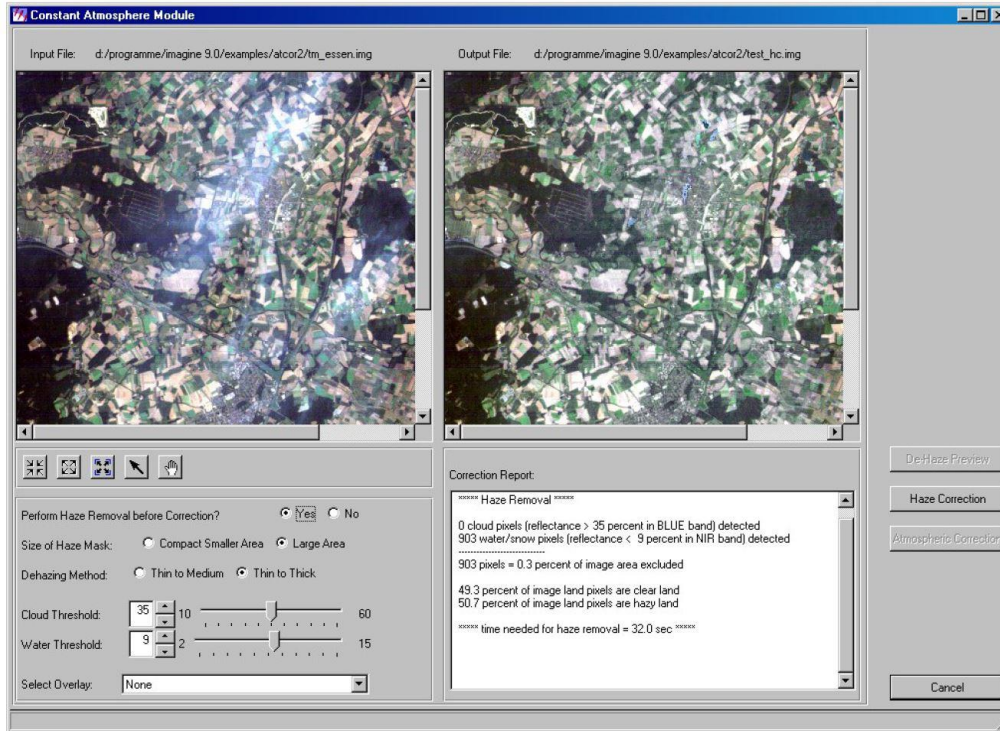 Constant Atmosphere Module
Input File: d:/programme/imagine 9.0/examples/atcor2/tm_essen.img
Output File: d:/programme/imagine 9.0/examples/atcor2/test_hc.img
Correction Report:
***** Haze Removal *****
0 cloud pixels (reflectance > 35 percent in BLUE band) detected
903 water/snow pixels (reflectance < 9 percent in NIR band) detected
-----------------------------
903 pixels = 0.3 percent of image area excluded
49.3 percent of image land pixels are clear land
50.7 percent of image land pixels are hazy land
***** time needed for haze removal = 32.0 sec *****
Perform Haze Removal before Correction? Yes No
Size of Haze Mask: Compact Smaller Area Large Area
Dehazing Method: Thin to Medium Thin to Thick
Cloud Threshold: 35 10 60
Water Threshold: 9 2 15
Select Overlay: None
De-Haze Preview
Haze Correction
Atmospheric Correction
Cancel